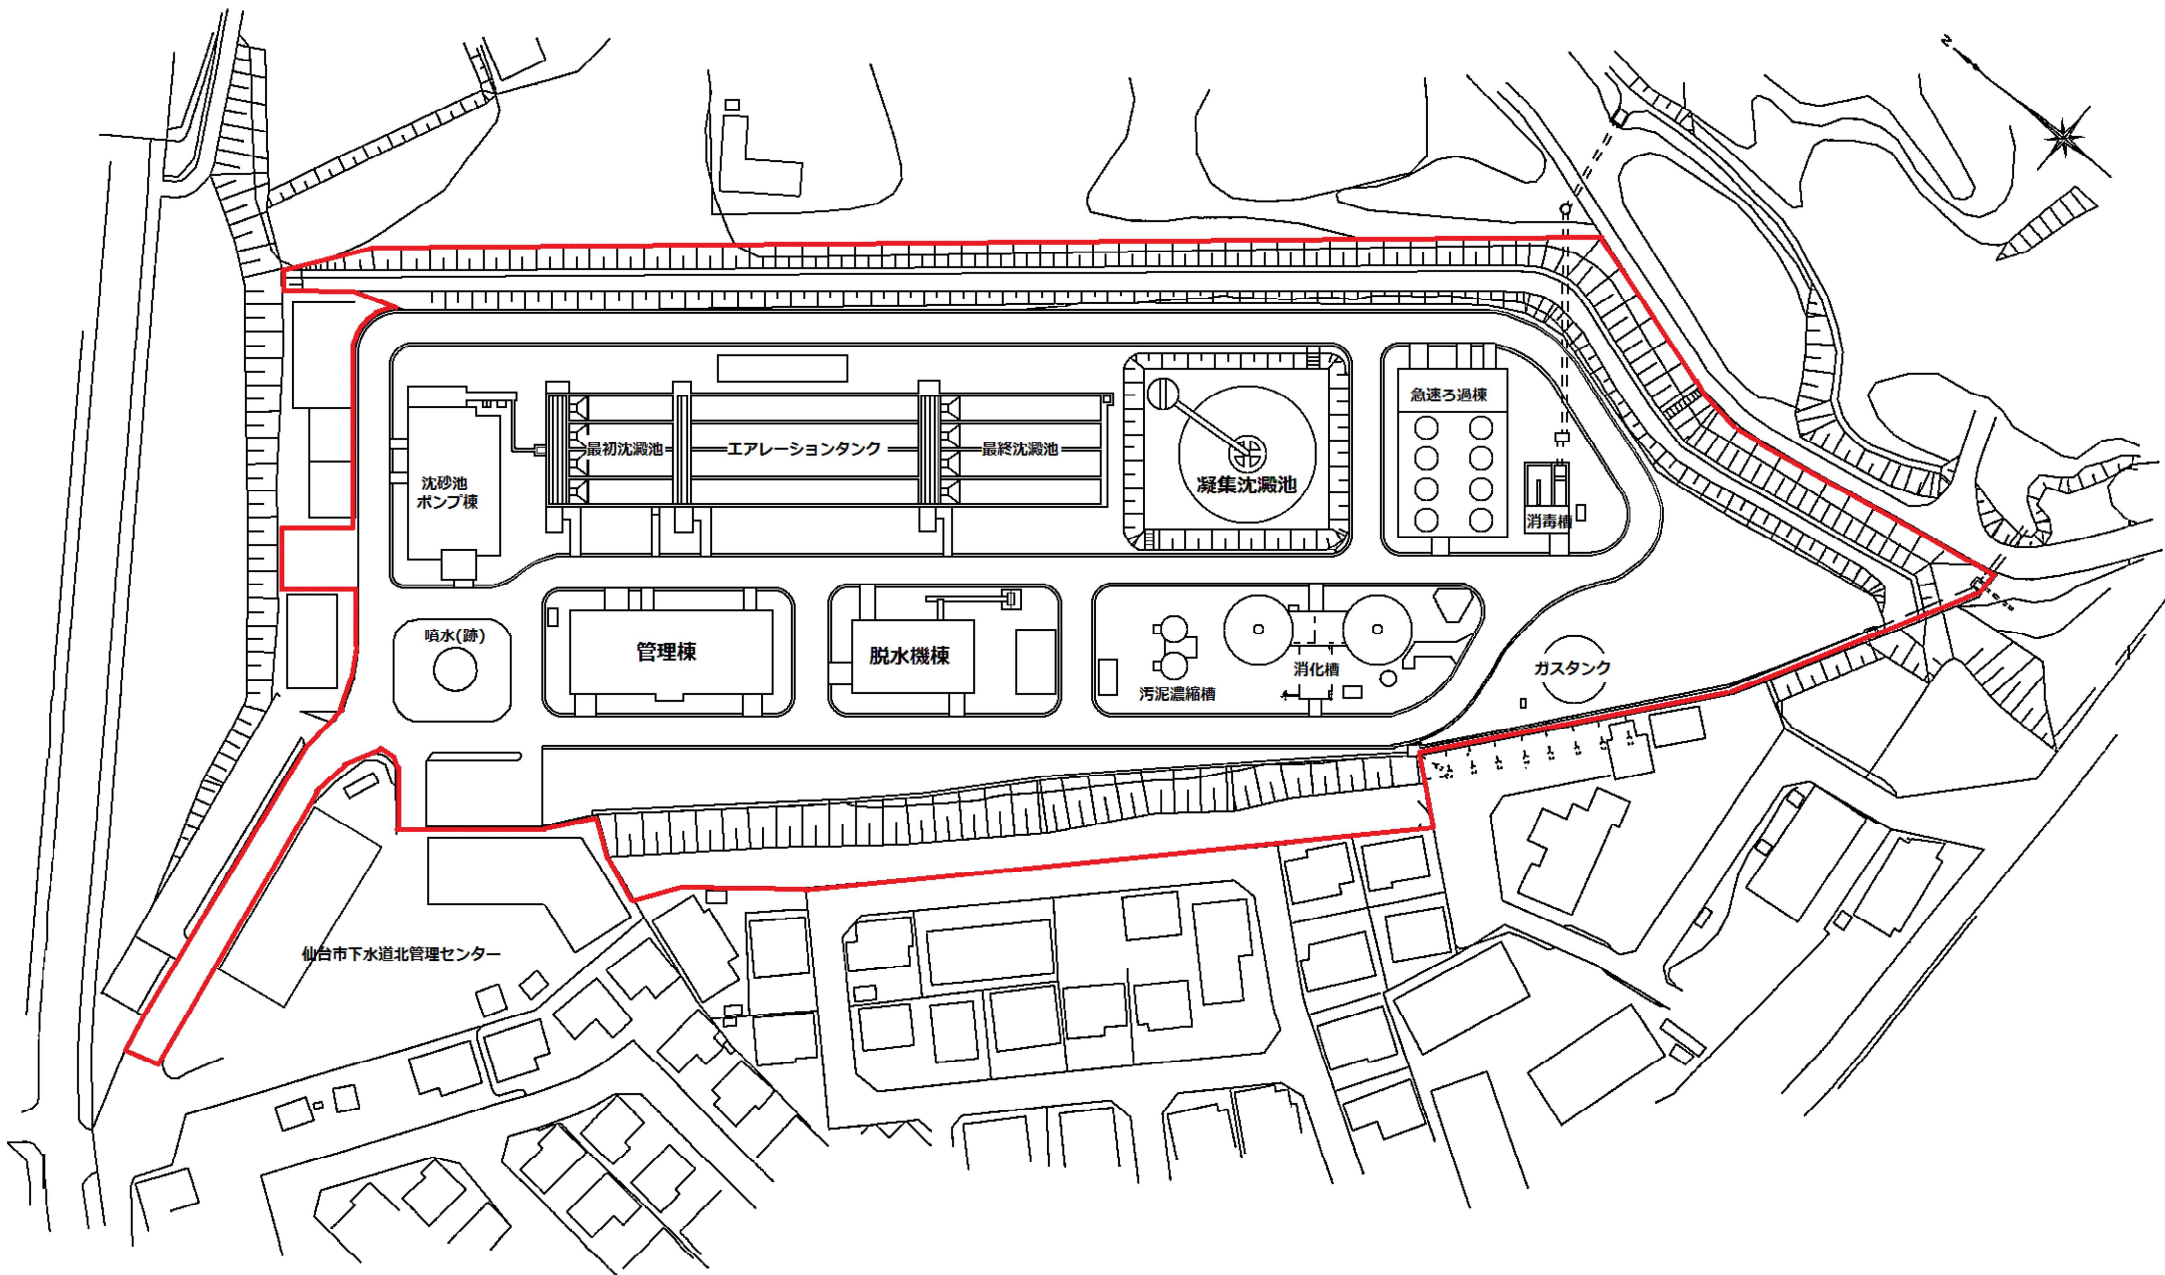 N
急速ろ過棟
最初沈澱池
エアレーションタンク
最終沈澱池
沈砂池
ポンプ棟
凝集沈澱池
消毒槽
噴水(跡)
管理棟
脱水機棟
消化槽
ガスタンク
汚泥濃縮槽
仙台市下水道北管理センター